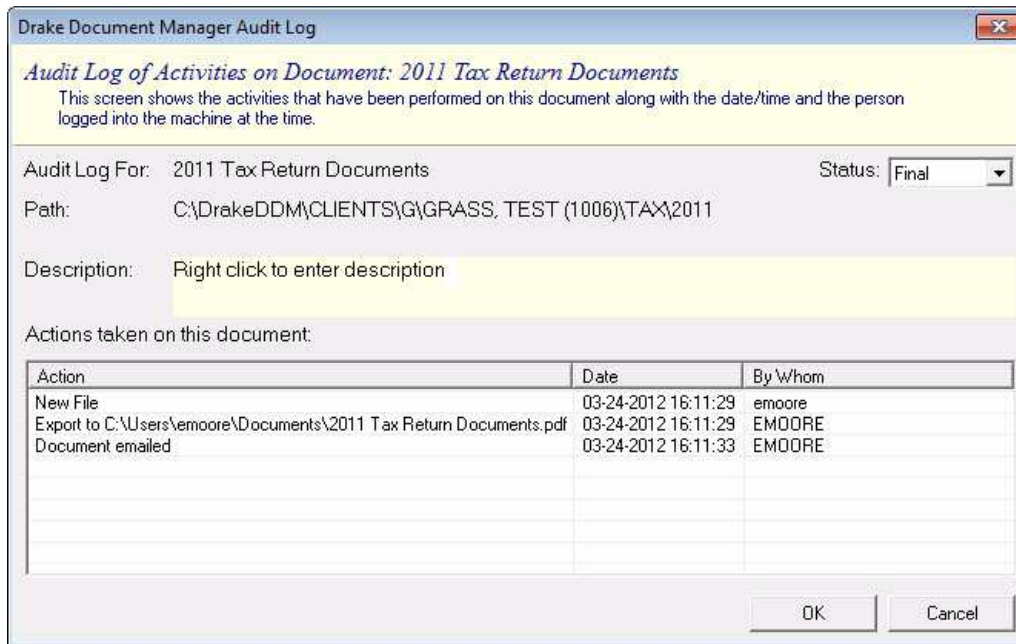 Drake Document Manager Audit Log
Audit Log of Activities on Document: 2011 Tax Return Documents
This screen shows the activities that have been performed on this document along with the date/time and the person
logged into the machine at the time.
Audit Log For: 2011 Tax Return Documents Status: Final
Path: C:\DrakeDDM\CLIENTS\G\GRASS, TEST (1006)\TAX\2011
Description: Right click to enter description
Actions taken on this document:
Action Date By Whom
New File 03-24-2012 16:11:29 emoore
Export to C:\Users\emoore\Documents\2011 Tax Return Documents.pdf 03-24-2012 16:11:29 EMOORE
Document emailed 03-24-2012 16:11:33 EMOORE
OK Cancel